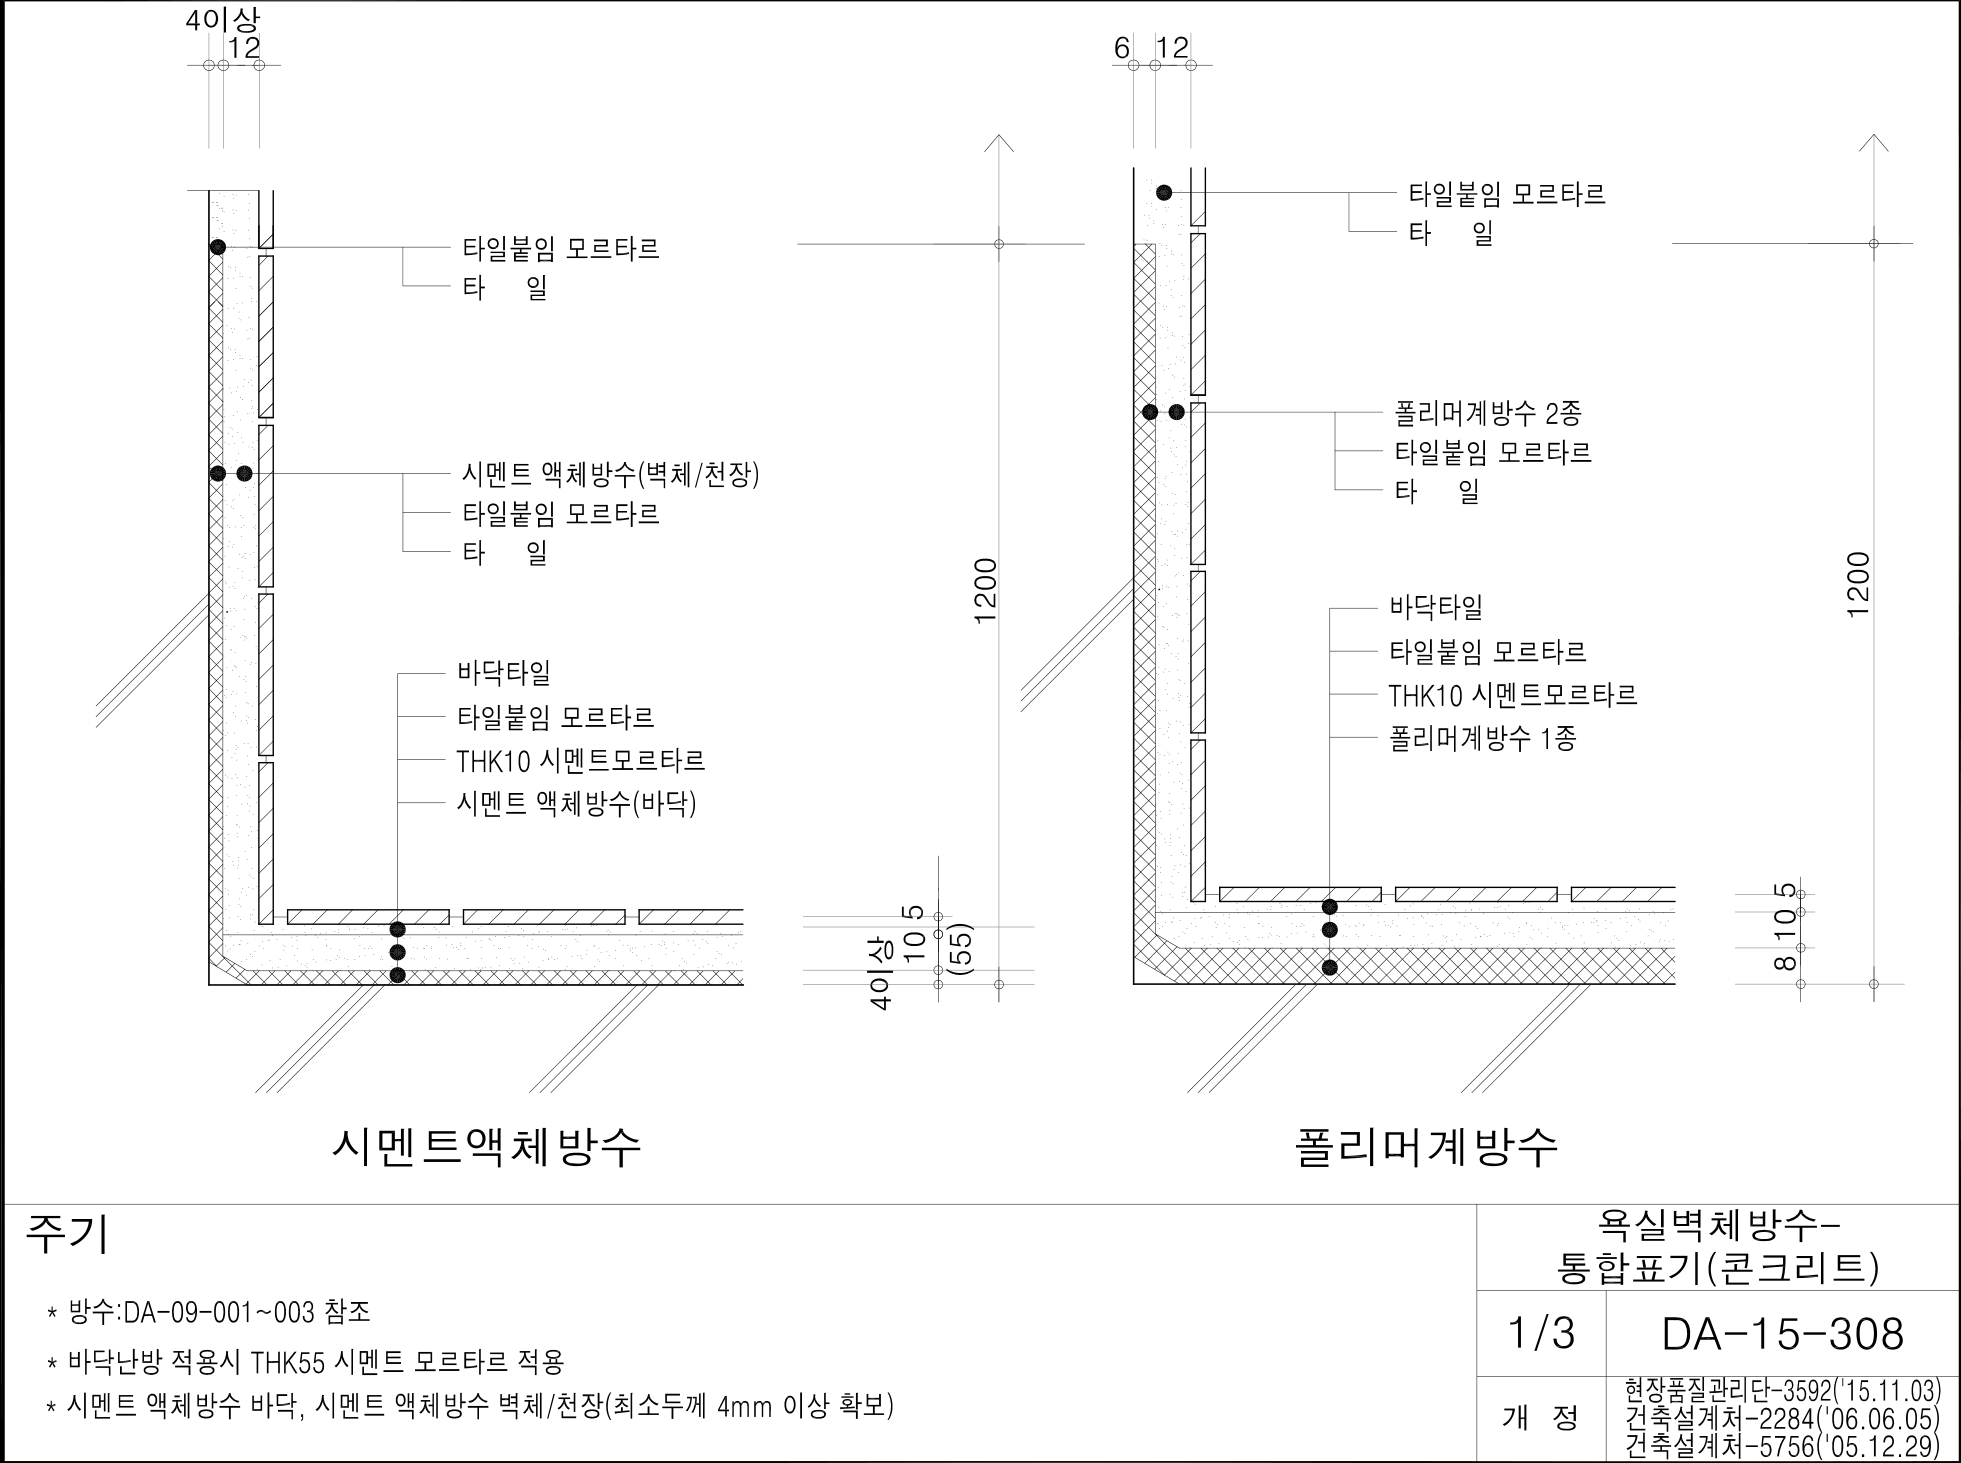 4이상
12
타일붙임 모르타르
타 일
시멘트 액체방수(벽체/천장)
타일붙임 모르타르
타 일
바닥타일
타일붙임 모르타르
THK10 시멘트모르타르
시멘트 액체방수(바닥)
1200
5
10
(55)
4이상
시멘트액체방수
6 12
타일붙임 모르타르
타 일
폴리머계방수 2종
타일붙임 모르타르
타 일
바닥타일
타일붙임 모르타르
THK10 시멘트모르타르
폴리머계방수 1종
1200
5
10
8
폴리머계방수
주기
* 방수:DA-09-001~003 참조
* 바닥난방 적용시 THK55 시멘트 모르타르 적용
* 시멘트 액체방수 바닥, 시멘트 액체방수 벽체/천장(최소두께 4mm 이상 확보)
욕실벽체방수-
통합표기(콘크리트)
1/3
DA-15-308
개 정
현장품질관리단-3592('15.11.03)
건축설계처-2284('06.06.05)
건축설계처-5756('05.12.29)